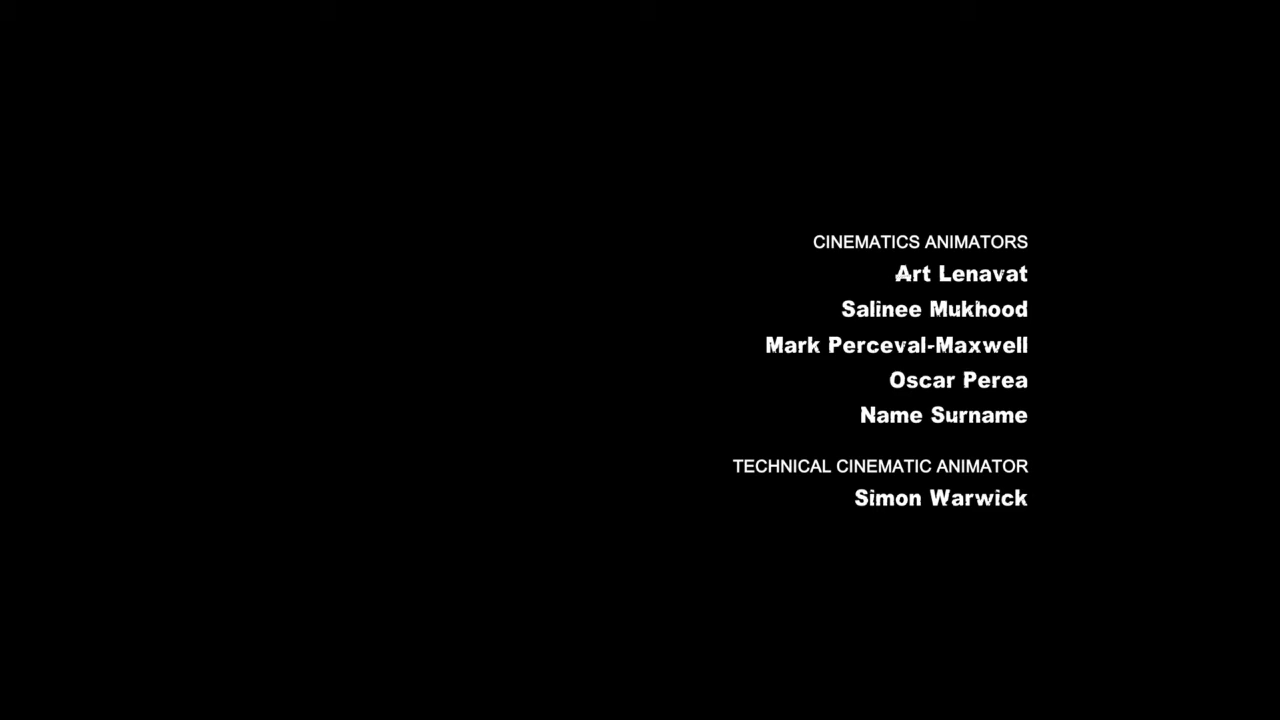 CINEMATICS ANIMATORS
Art Lenavat
Salinee Mukhood
Mark Perceval-Maxwell
Oscar Perea
Name Surname
TECHNICAL CINEMATIC ANIMATOR
Simon Warwick